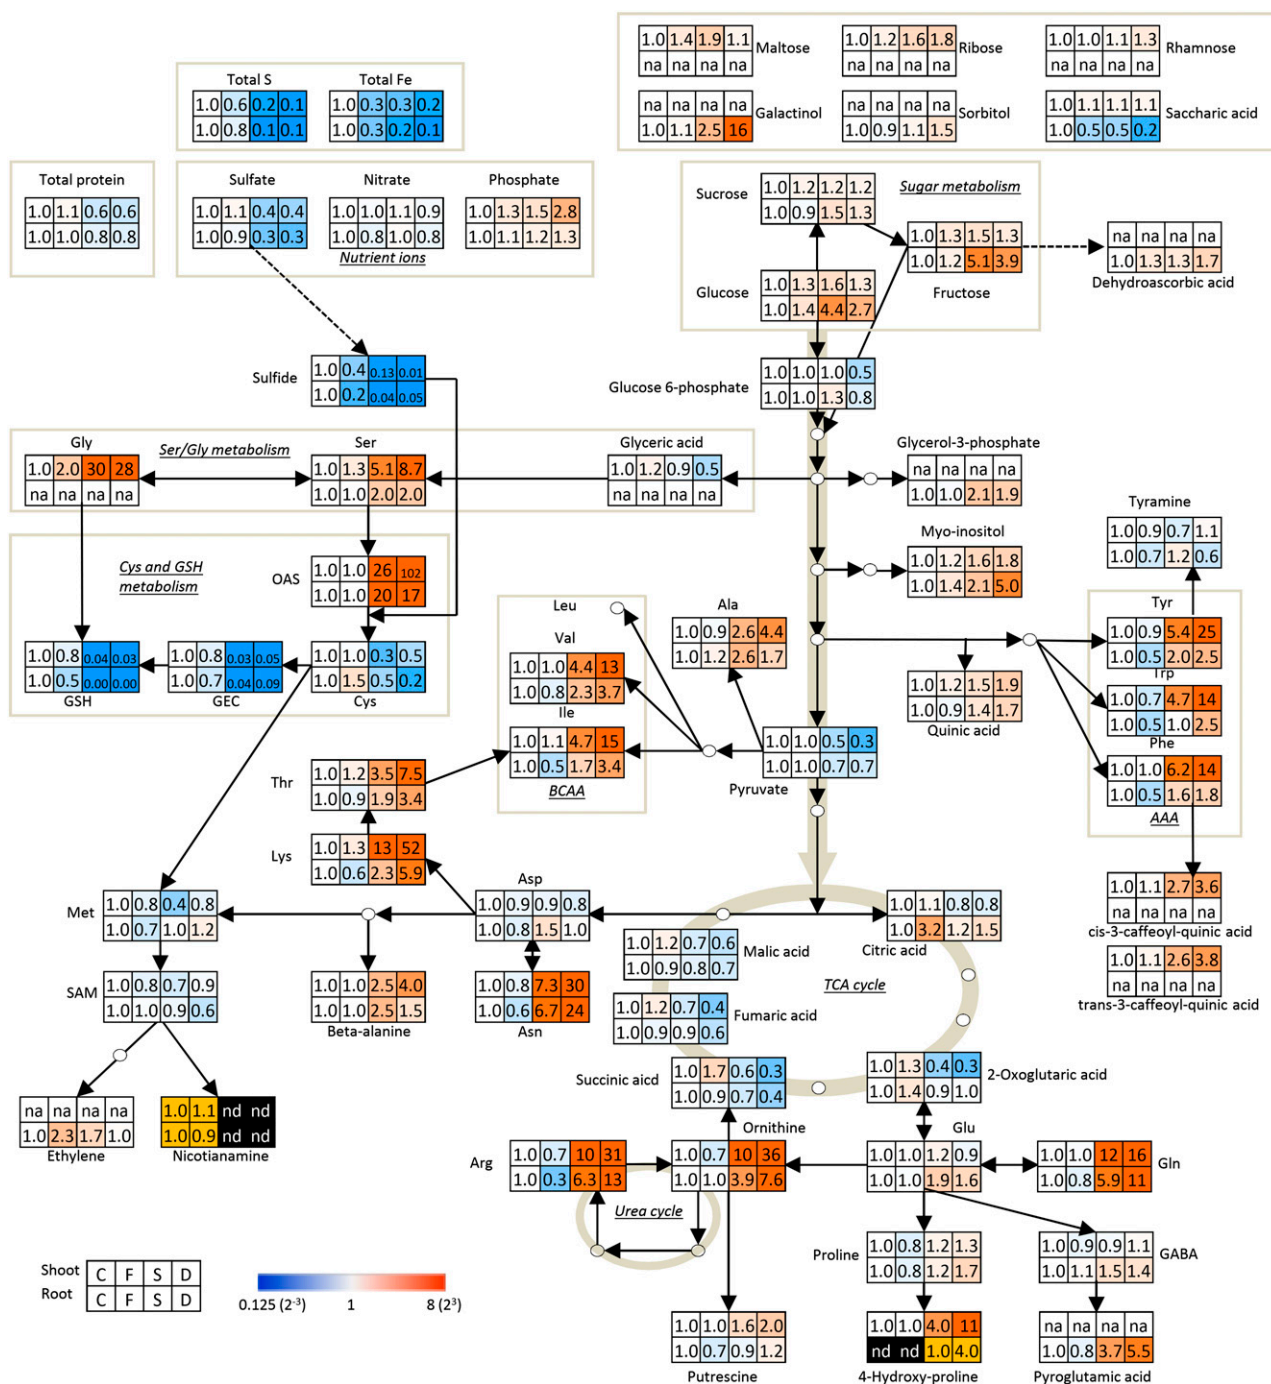 1.0 1.4 1.9 1.1
na na na na
Maltose
1.0 1.2 1.6 1.8
na na na na
Ribose
1.0 1.0 1.1 1.3
na na na na
Rhamnose
Total S
1.0 0.6 0.2 0.1
1.0 0.8 0.1 0.1
Total Fe
1.0 0.3 0.3 0.2
1.0 0.3 0.2 0.1
na na na na
1.0 1.1 2.5 16
Galactinol
na na na na
1.0 0.9 1.1 1.5
Sorbitol
1.0 1.1 1.1 1.1
1.0 0.5 0.5 0.2
Saccharic acid
Total protein
1.0 1.1 0.6 0.6
1.0 1.0 0.8 0.8
Sulfate
1.0 1.1 0.4 0.4
1.0 0.9 0.3 0.3
Nitrate
1.0 1.0 1.1 0.9
1.0 0.8 1.0 0.8
Phosphate
1.0 1.3 1.5 2.8
1.0 1.1 1.2 1.3
Nutrient ions
Sucrose
1.0 1.2 1.2 1.2
1.0 0.9 1.5 1.3
Sugar metabolism
1.0 1.3 1.5 1.3
1.0 1.2 5.1 3.9
Fructose
na na na na
1.0 1.3 1.3 1.7
Dehydroascorbic acid
Glucose
1.0 1.3 1.6 1.3
1.0 1.4 4.4 2.7
Sulfide
1.0 0.4 0.13 0.01
1.0 0.2 0.04 0.05
Glucose 6-phosphate
1.0 1.0 1.0 0.5
1.0 1.0 1.3 0.8
Gly
1.0 2.0 30 28
na na na na
Ser/Gly metabolism
Ser
1.0 1.3 5.1 8.7
1.0 1.0 2.0 2.0
Glyceric acid
1.0 1.2 0.9 0.5
na na na na
Glycerol-3-phosphate
na na na na
1.0 1.0 2.1 1.9
Tyramine
1.0 0.9 0.7 1.1
1.0 0.7 1.2 0.6
Myo-inositol
1.0 1.2 1.6 1.8
1.0 1.4 2.1 5.0
Cys and GSH
metabolism
OAS
1.0 1.0 26 102
1.0 1.0 20 17
1.0 0.8 0.04 0.03
1.0 0.5 0.00 0.00
GSH
1.0 0.8 0.03 0.05
1.0 0.7 0.04 0.09
GEC
1.0 1.0 0.3 0.5
1.0 1.5 0.5 0.2
Cys
Leu
Val
1.0 1.0 4.4 13
1.0 0.8 2.3 3.7
Ile
1.0 1.1 4.7 15
1.0 0.5 1.7 3.4
BCAA
Ala
1.0 0.9 2.6 4.4
1.0 1.2 2.6 1.7
1.0 1.2 1.5 1.9
1.0 0.9 1.4 1.7
Quinic acid
Tyr
1.0 0.9 5.4 25
1.0 0.5 2.0 2.5
Trp
1.0 0.7 4.7 14
1.0 0.5 1.0 2.5
Phe
1.0 1.0 6.2 14
1.0 0.5 1.6 1.8
AAA
1.0 1.0 0.5 0.3
1.0 1.0 0.7 0.7
Pyruvate
Thr
1.0 1.2 3.5 7.5
1.0 0.9 1.9 3.4
Lys
1.0 1.3 13 52
1.0 0.6 2.3 5.9
Met
1.0 0.8 0.4 0.8
1.0 0.7 1.0 1.2
Asp
1.0 0.9 0.9 0.8
1.0 0.8 1.5 1.0
1.0 1.1 0.8 0.8
1.0 3.2 1.2 1.5
Citric acid
1.0 1.1 2.7 3.6
na na na na
cis-3-caffeoyl-quinic acid
1.0 1.2 0.7 0.6
1.0 0.9 0.8 0.7
Malic acid
SAM
1.0 0.8 0.7 0.9
1.0 1.0 0.9 0.6
1.0 1.0 2.5 4.0
1.0 1.0 2.5 1.5
Beta-alanine
1.0 0.8 7.3 30
1.0 0.6 6.7 24
Asn
TCA cycle
1.0 1.2 0.7 0.4
1.0 0.9 0.9 0.6
Fumaric acid
1.0 1.1 2.6 3.8
na na na na
trans-3-caffeoyl-quinic acid
Succinic aicd
1.0 1.7 0.6 0.3
1.0 0.9 0.7 0.4
1.0 1.3 0.4 0.3
1.0 1.4 0.9 1.0
2-Oxoglutaric acid
na na na na
1.0 2.3 1.7 1.0
Ethylene
1.0 1.1 nd nd
1.0 0.9 nd nd
Nicotianamine
Arg
1.0 0.7 10 31
1.0 0.3 6.3 13
Ornithine
1.0 0.7 10 36
1.0 1.0 3.9 7.6
Glu
1.0 1.0 1.2 0.9
1.0 1.0 1.9 1.6
1.0 1.0 12 16
1.0 0.8 5.9 11
Gln
Urea cycle
Proline
1.0 0.8 1.2 1.3
1.0 0.8 1.2 1.7
1.0 0.9 0.9 1.1
1.0 1.1 1.5 1.4
GABA
Shoot C F S D
Root C F S D
0.125 (2⁻³) 1 8 (2³)
1.0 1.0 1.6 2.0
1.0 0.7 0.9 1.2
Putrescine
1.0 1.0 4.0 11
nd nd 1.0 4.0
4-Hydroxy-proline
na na na na
1.0 0.8 3.7 5.5
Pyroglutamic acid